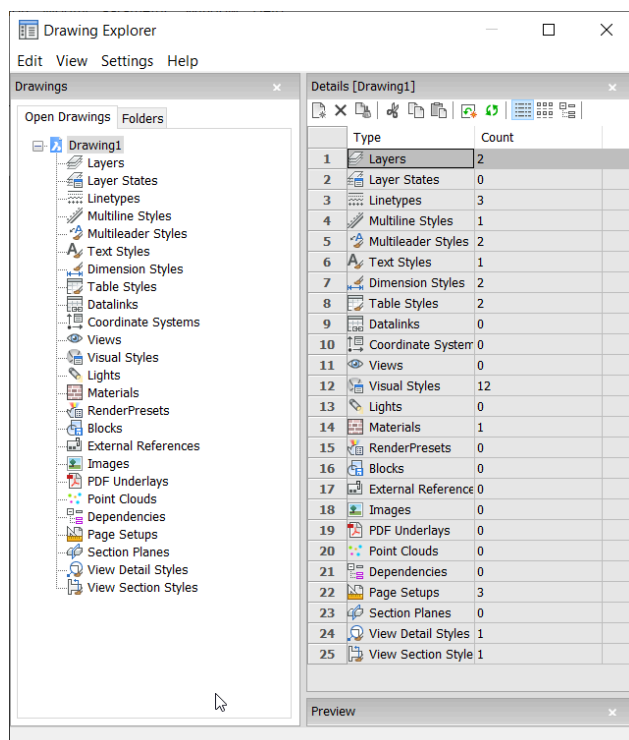 Drawing Explorer
Edit View Settings Help
Drawings
Open Drawings Folders
Drawing1
Layers
Layer States
Linetypes
Multiline Styles
Multileader Styles
Text Styles
Dimension Styles
Table Styles
Datalinks
Coordinate Systems
Views
Visual Styles
Lights
Materials
RenderPresets
Blocks
External References
Images
PDF Underlays
Point Clouds
Dependencies
Page Setups
Section Planes
View Detail Styles
View Section Styles
Details [Drawing1]
Type Count
1 Layers 2
2 Layer States 0
3 Linetypes 3
4 Multiline Styles 1
5 Multileader Styles 2
6 Text Styles 1
7 Dimension Styles 2
8 Table Styles 2
9 Datalinks 0
10 Coordinate System 0
11 Views 0
12 Visual Styles 12
13 Lights 0
14 Materials 1
15 RenderPresets 0
16 Blocks 0
17 External Reference 0
18 Images 0
19 PDF Underlays 0
20 Point Clouds 0
21 Dependencies 0
22 Page Setups 3
23 Section Planes 0
24 View Detail Styles 1
25 View Section Style 1
Preview